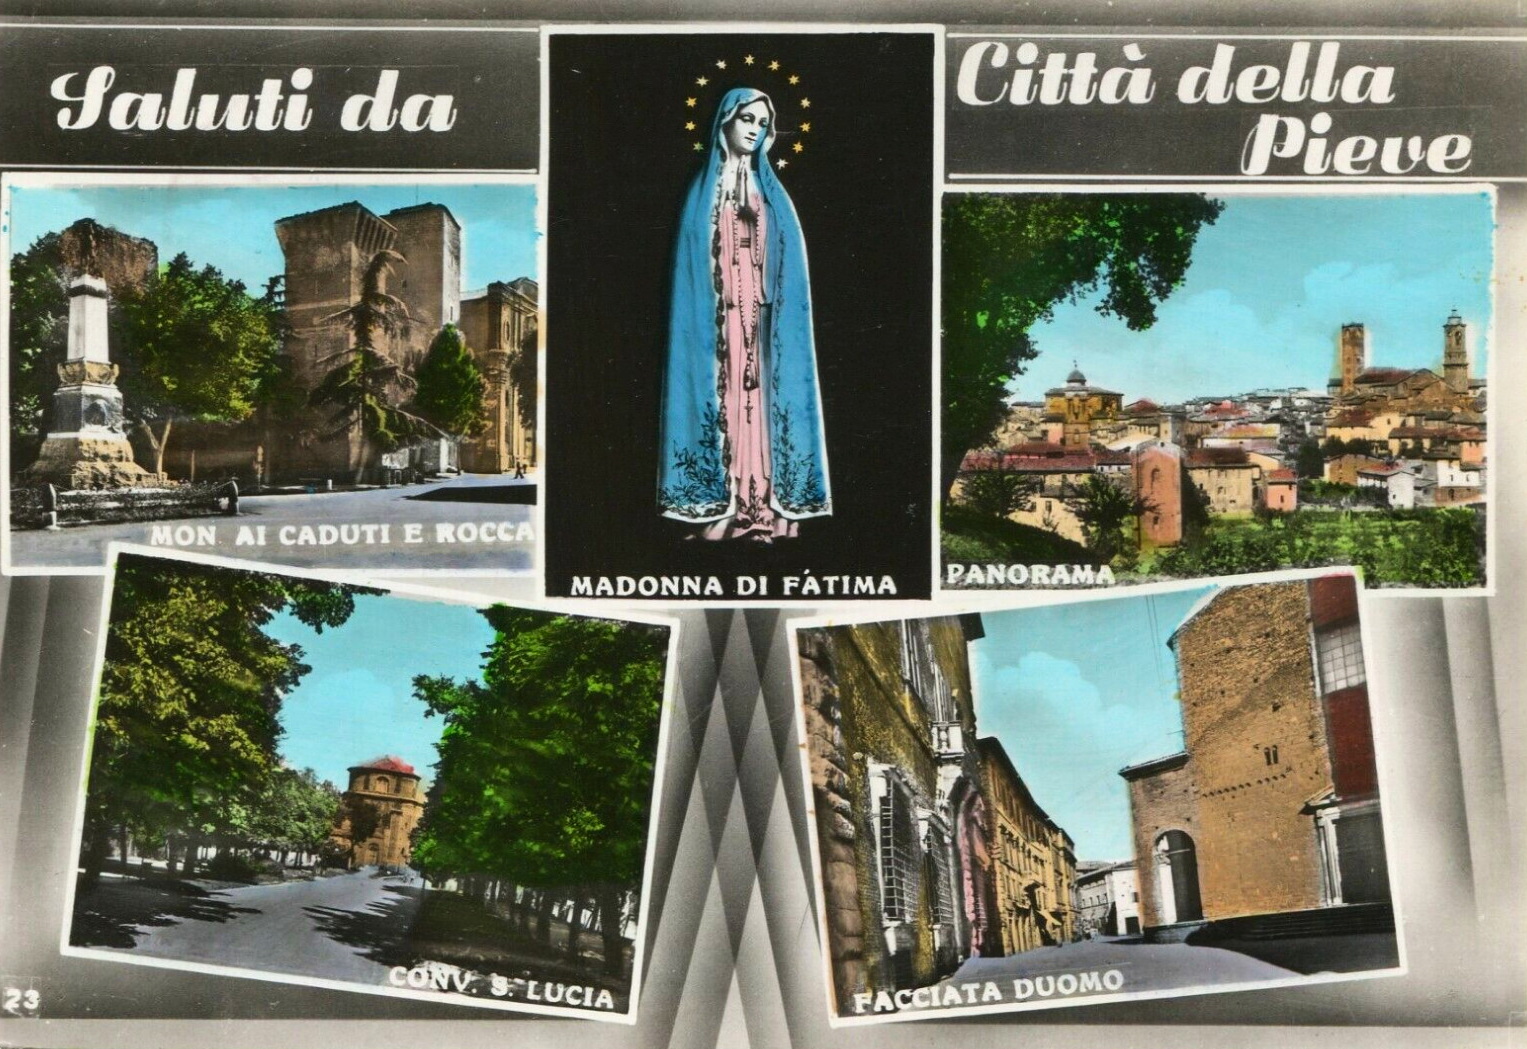 Saluti da
Città della
Pieve
MON. AI CADUTI E ROCCA
MADONNA DI FÁTIMA
PANORAMA
CONV. S. LUCIA
FACCIATA DUOMO
23